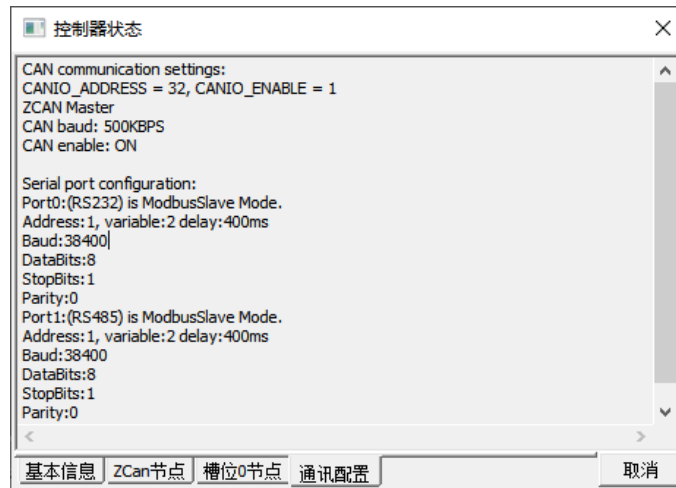 控制器状态
CAN communication settings:
CANIO_ADDRESS = 32, CANIO_ENABLE = 1
ZCAN Master
CAN baud: 500KBPS
CAN enable: ON
Serial port configuration:
Port0:(RS232) is ModbusSlave Mode.
Address:1, variable:2 delay:400ms
Baud:38400
DataBits:8
StopBits:1
Parity:0
Port1:(RS485) is ModbusSlave Mode.
Address:1, variable:2 delay:400ms
Baud:38400
DataBits:8
StopBits:1
Parity:0
基本信息 ZCan节点 槽位0节点 通讯配置 取消